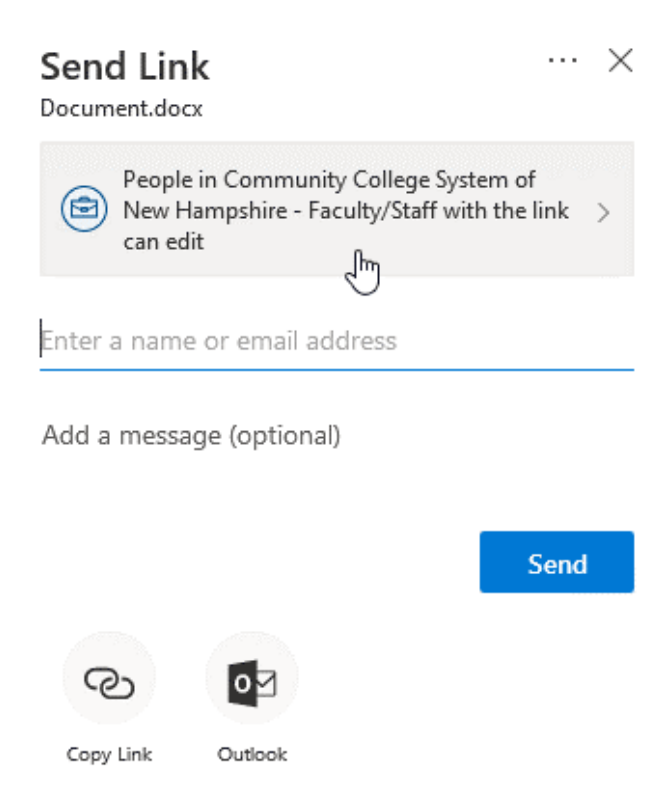 Send Link
Document.docx
People in Community College System of
New Hampshire - Faculty/Staff with the link
can edit
Enter a name or email address
Add a message (optional)
Send
Copy Link
Outlook